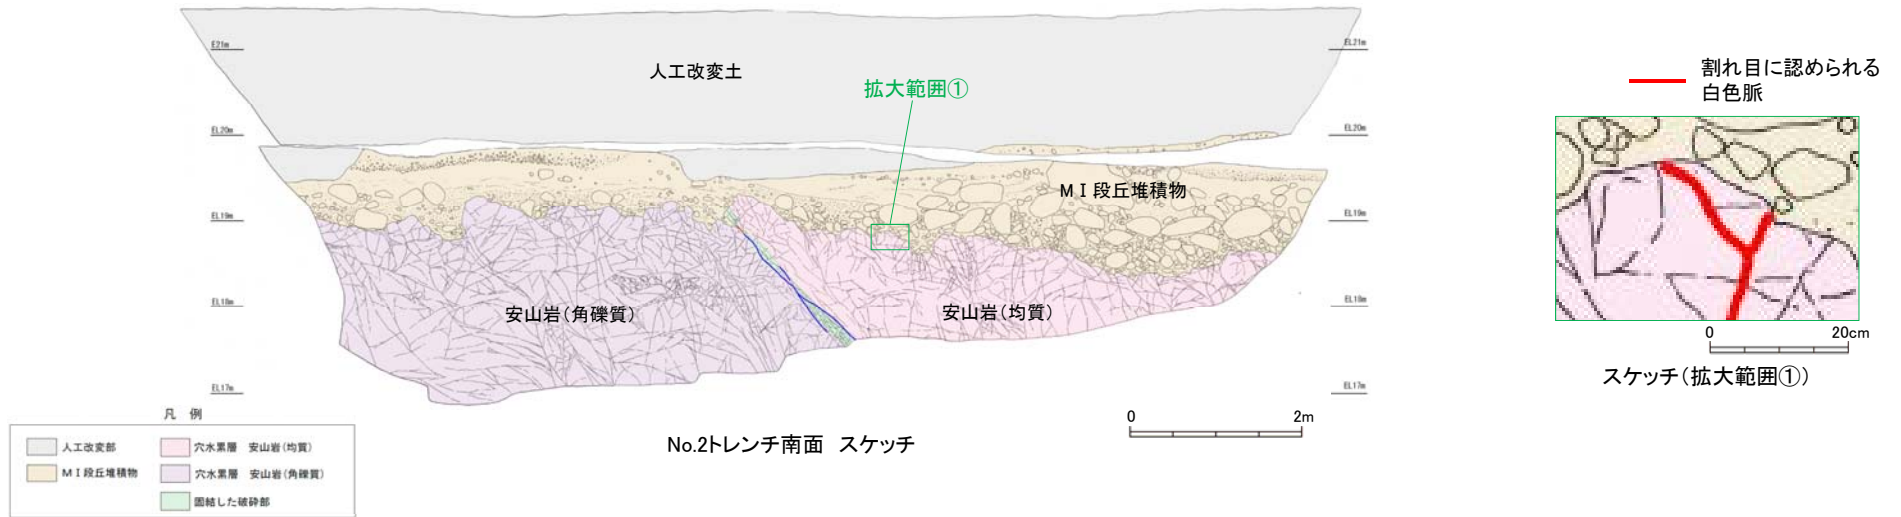 E21m
EL21m
人工改変土
拡大範囲①
EL20m
EL20m
MⅠ段丘堆積物
EL19m
EL19m
安山岩(角礫質)
安山岩(均質)
EL18m
EL18m
EL17m
EL17m
0 2m
No.2トレンチ南面 スケッチ
凡 例
人工改変部
MⅠ段丘堆積物
穴水累層 安山岩(均質)
穴水累層 安山岩(角礫質)
固結した破砕部
割れ目に認められる
白色脈
0 20cm
スケッチ(拡大範囲①)